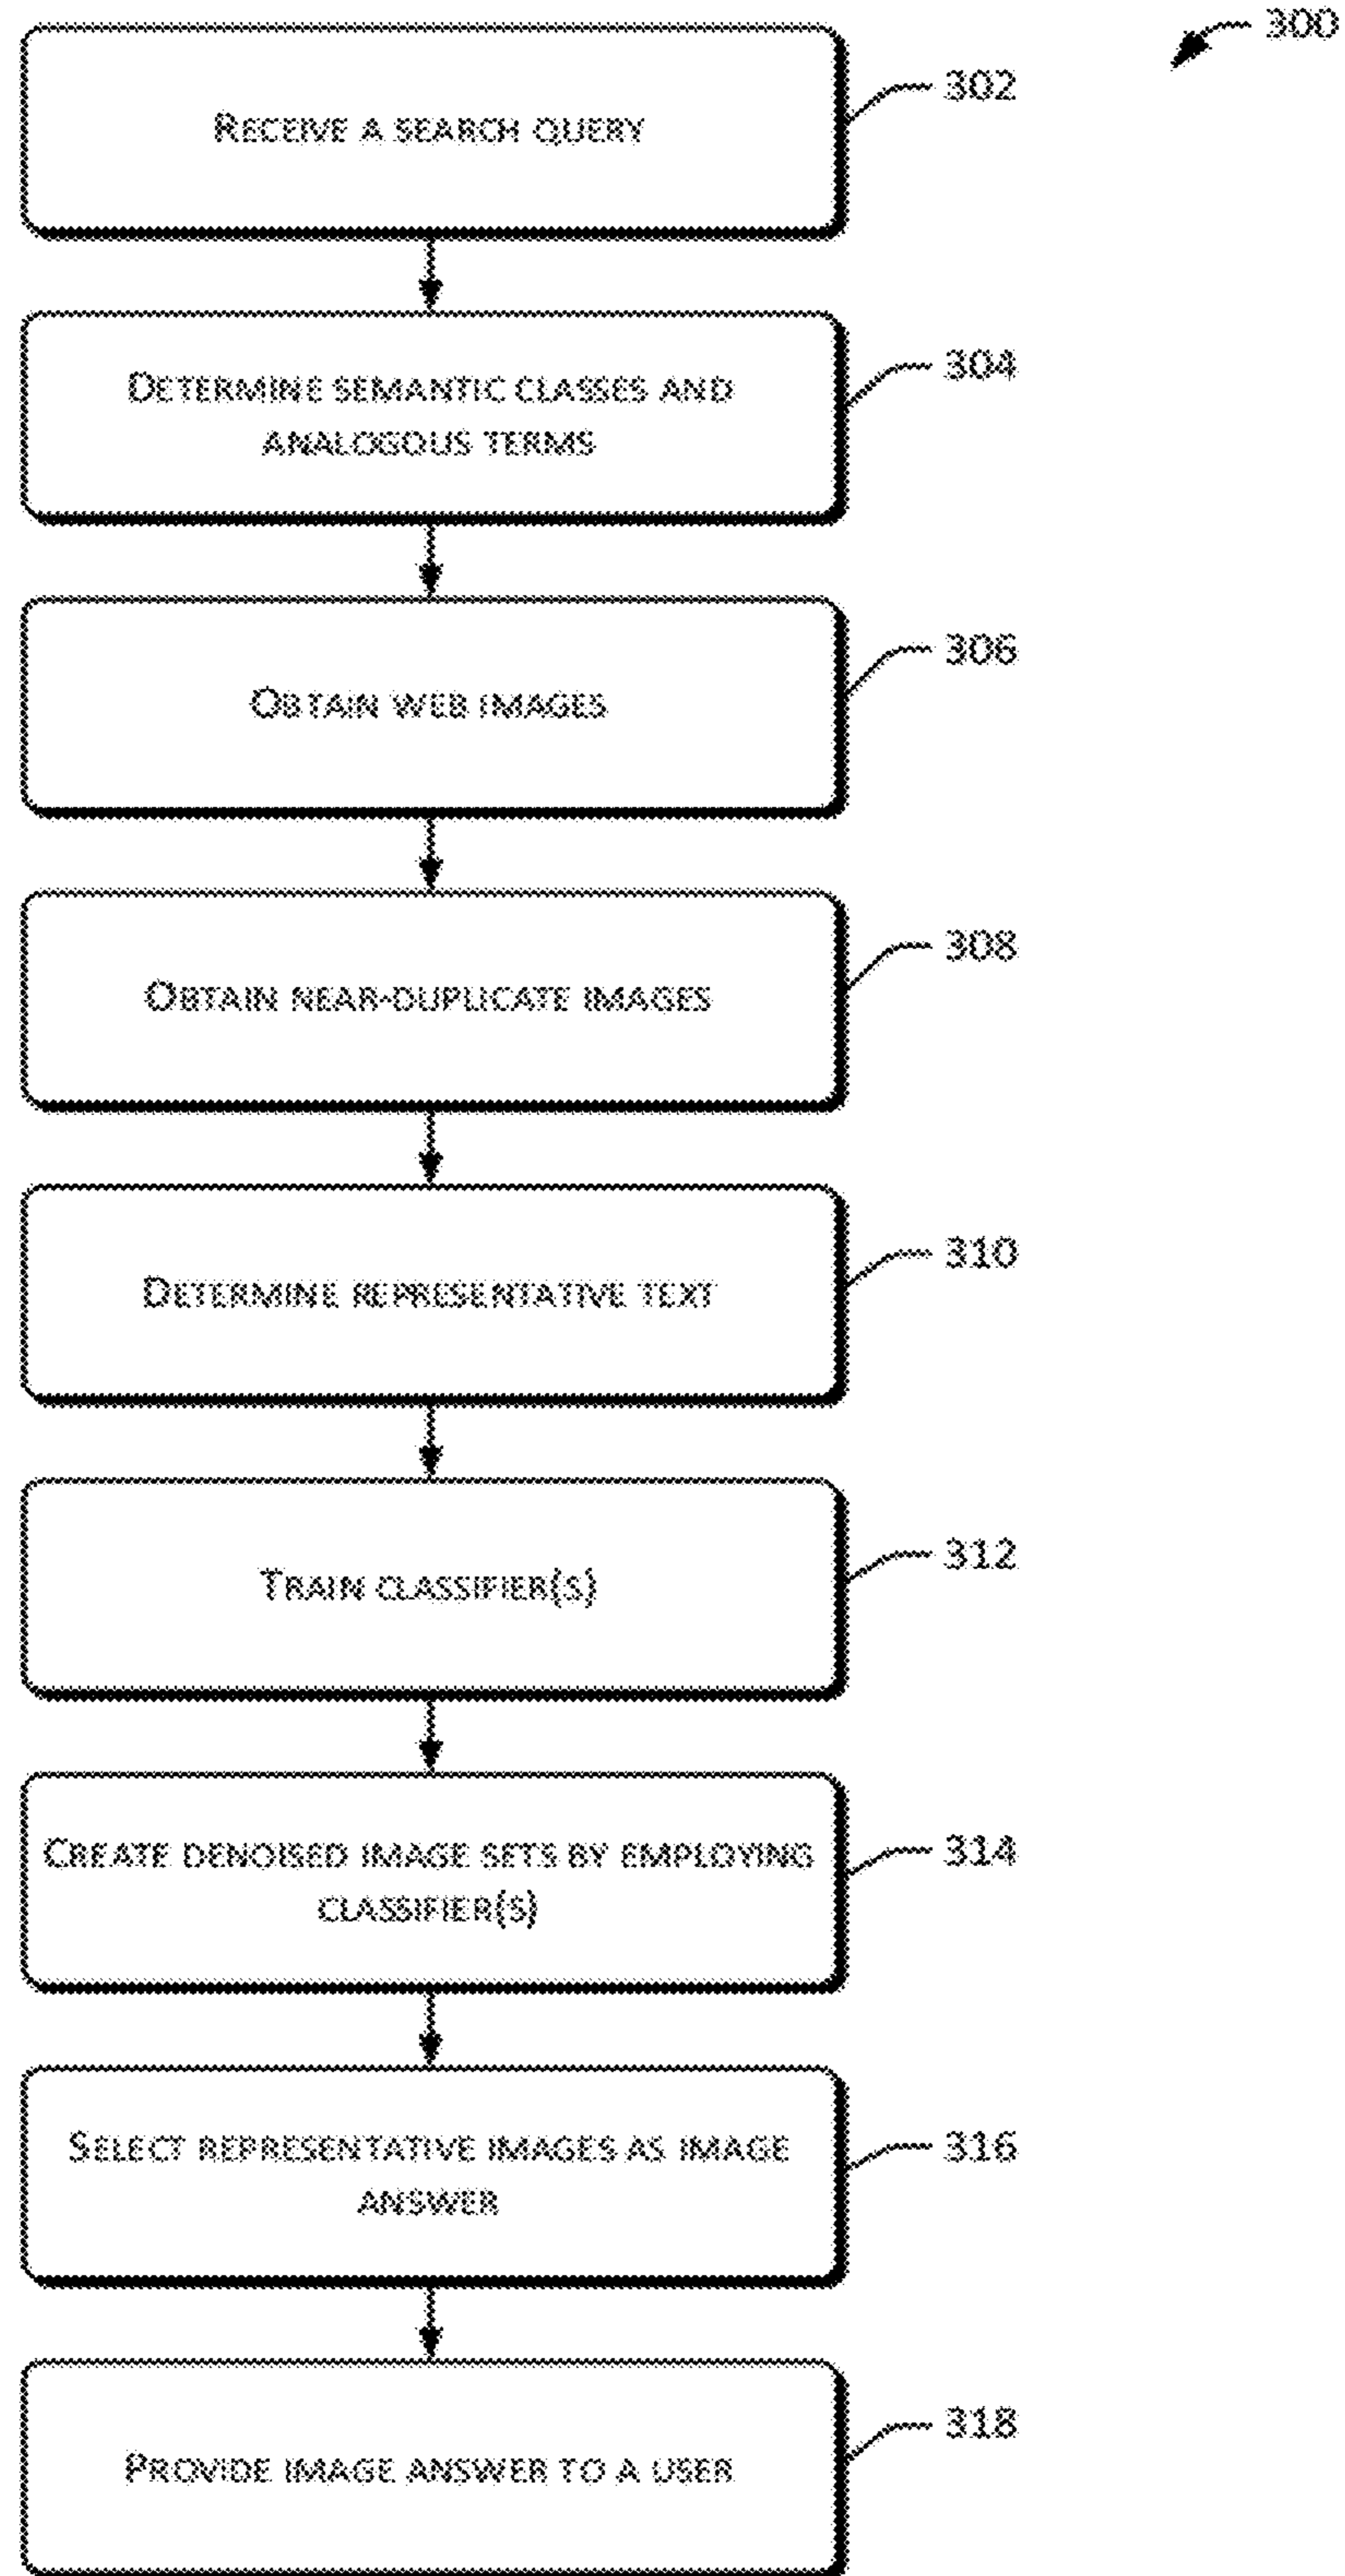 300
RECEIVE A SEARCH QUERY
302
DETERMINE SEMANTIC CLASSES AND
ANALOGOUS TERMS
304
OBTAIN WEB IMAGES
306
OBTAIN NEAR-DUPLICATE IMAGES
308
DETERMINE REPRESENTATIVE TEXT
310
TRAIN CLASSIFIER(S)
312
CREATE DENOISED IMAGE SETS BY EMPLOYING
CLASSIFIER(S)
314
SELECT REPRESENTATIVE IMAGES AS IMAGE
ANSWER
316
PROVIDE IMAGE ANSWER TO A USER
318